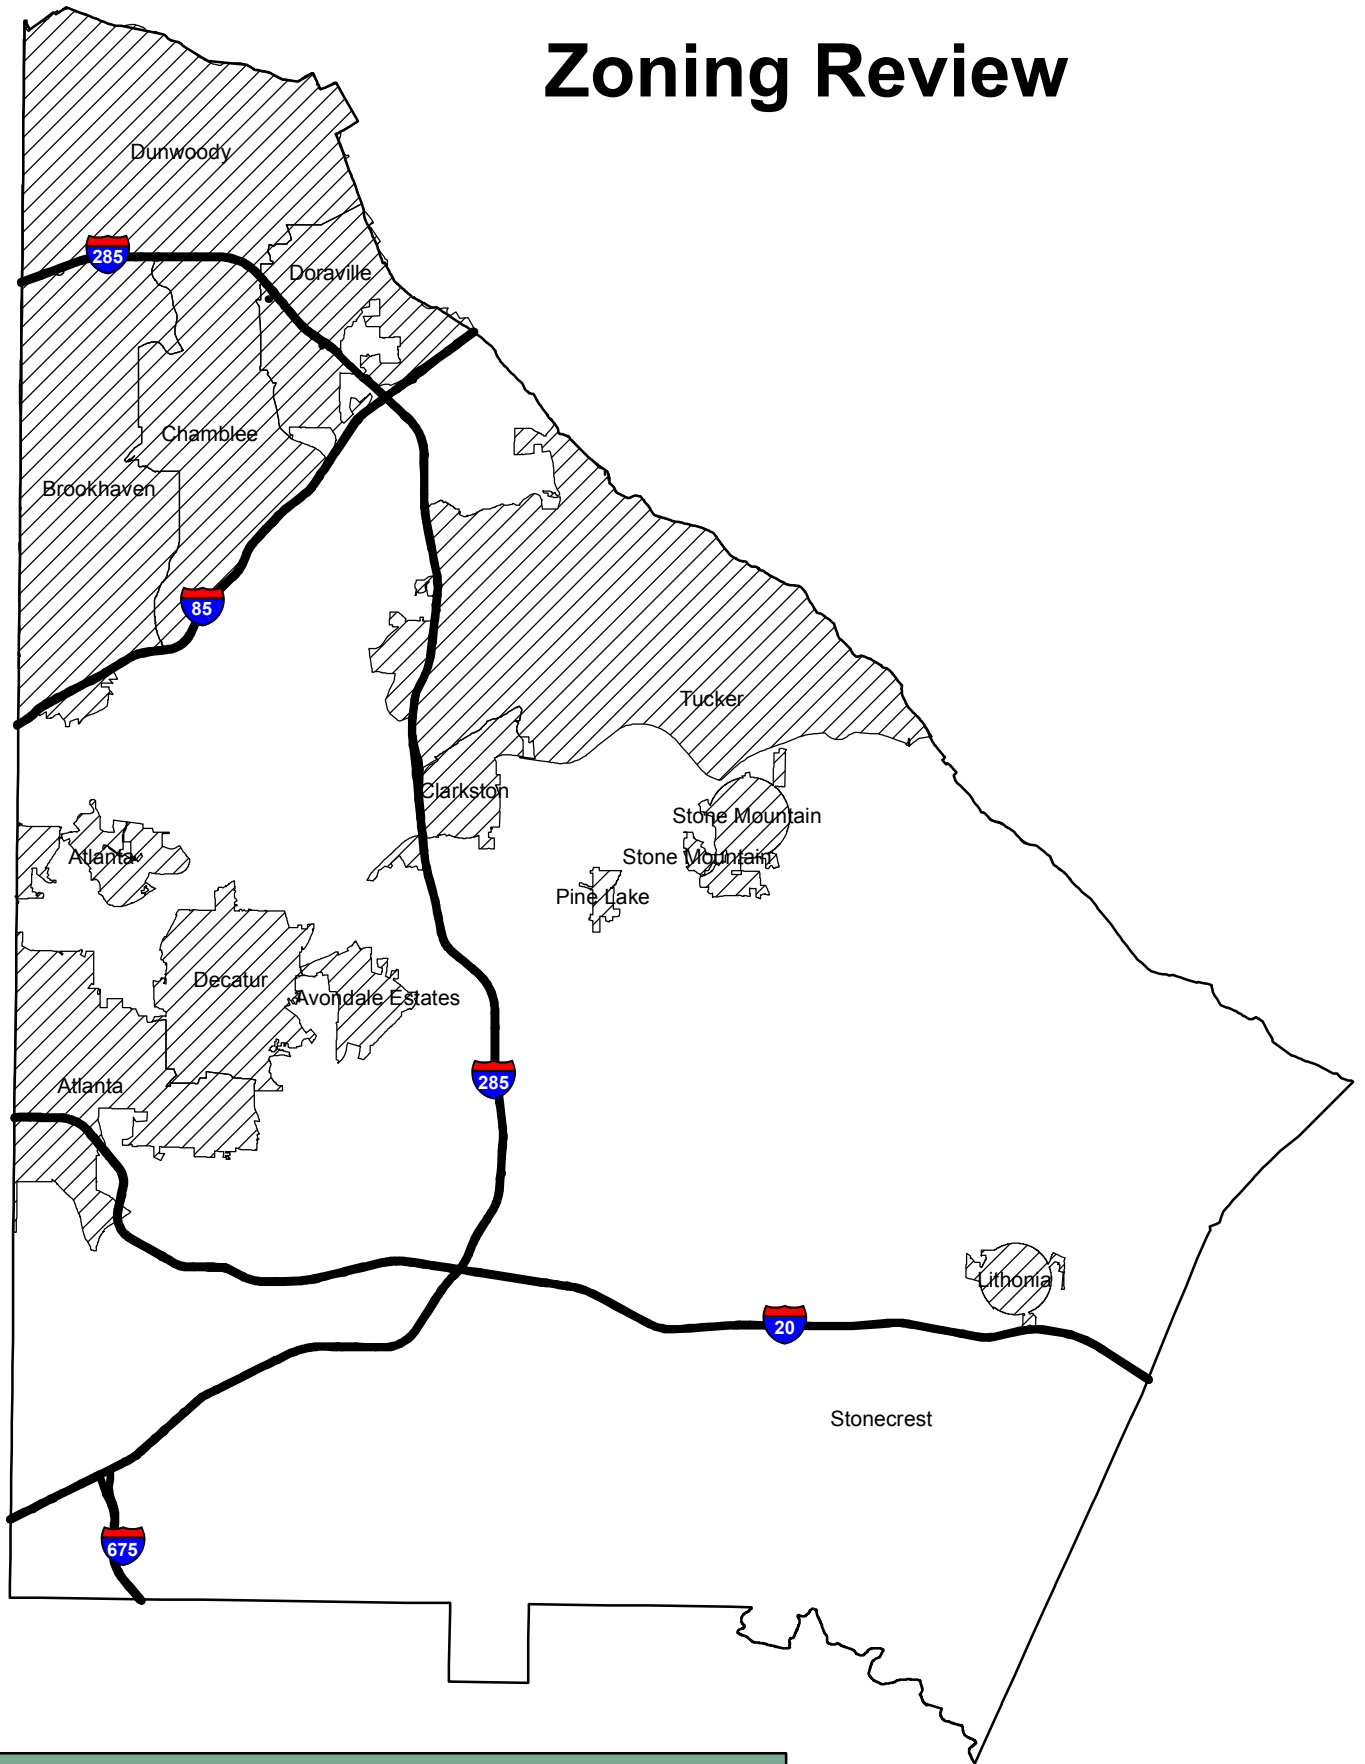 Zoning Review
Dunwoody
285
Doraville
Chamblee
Brookhaven
85
Tucker
Clarkston
Stone Mountain
Atlanta
Stone Mountain
Pine Lake
Decatur
Avondale Estates
285
Atlanta
Lithonia
20
Stonecrest
675